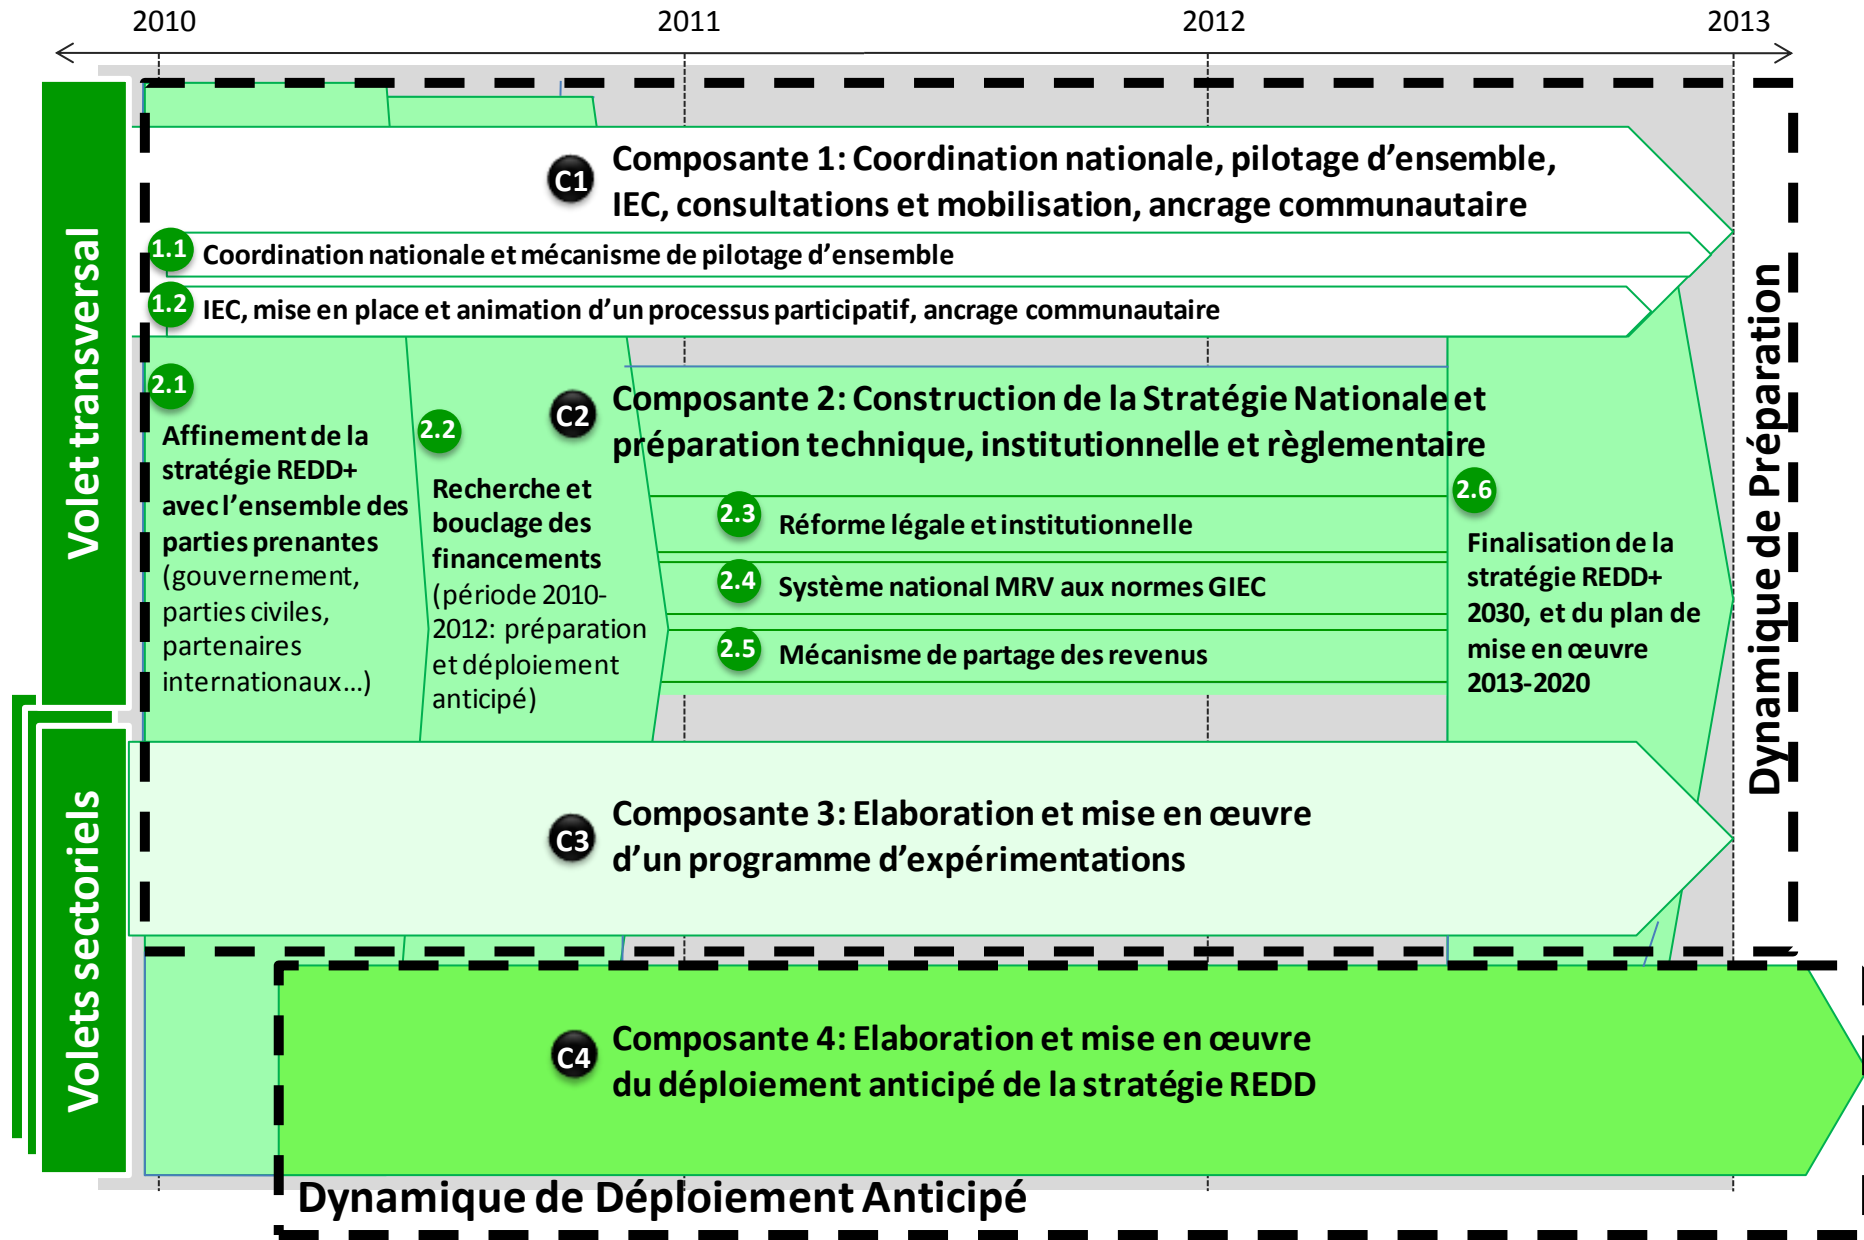 2010
2011
2012
2013
Volet transversal
Volets sectoriels
C1
Composante 1: Coordination nationale, pilotage d’ensemble,
IEC, consultations et mobilisation, ancrage communautaire
1.1
Coordination nationale et mécanisme de pilotage d’ensemble
1.2
IEC, mise en place et animation d’un processus participatif, ancrage communautaire
2.1
Affinement de la
stratégie REDD+
avec l’ensemble des
parties prenantes
(gouvernement,
parties civiles,
partenaires
internationaux…)
2.2
Recherche et
bouclage des
financements
(période 2010-
2012: préparation
et déploiement
anticipé)
C2
Composante 2: Construction de la Stratégie Nationale et
préparation technique, institutionnelle et règlementaire
2.3
Réforme légale et institutionnelle
2.4
Système national MRV aux normes GIEC
2.5
Mécanisme de partage des revenus
2.6
Finalisation de la
stratégie REDD+
2030, et du plan de
mise en œuvre
2013-2020
Dynamique de Préparation
C3
Composante 3: Elaboration et mise en œuvre
d’un programme d’expérimentations
C4
Composante 4: Elaboration et mise en œuvre
du déploiement anticipé de la stratégie REDD
Dynamique de Déploiement Anticipé